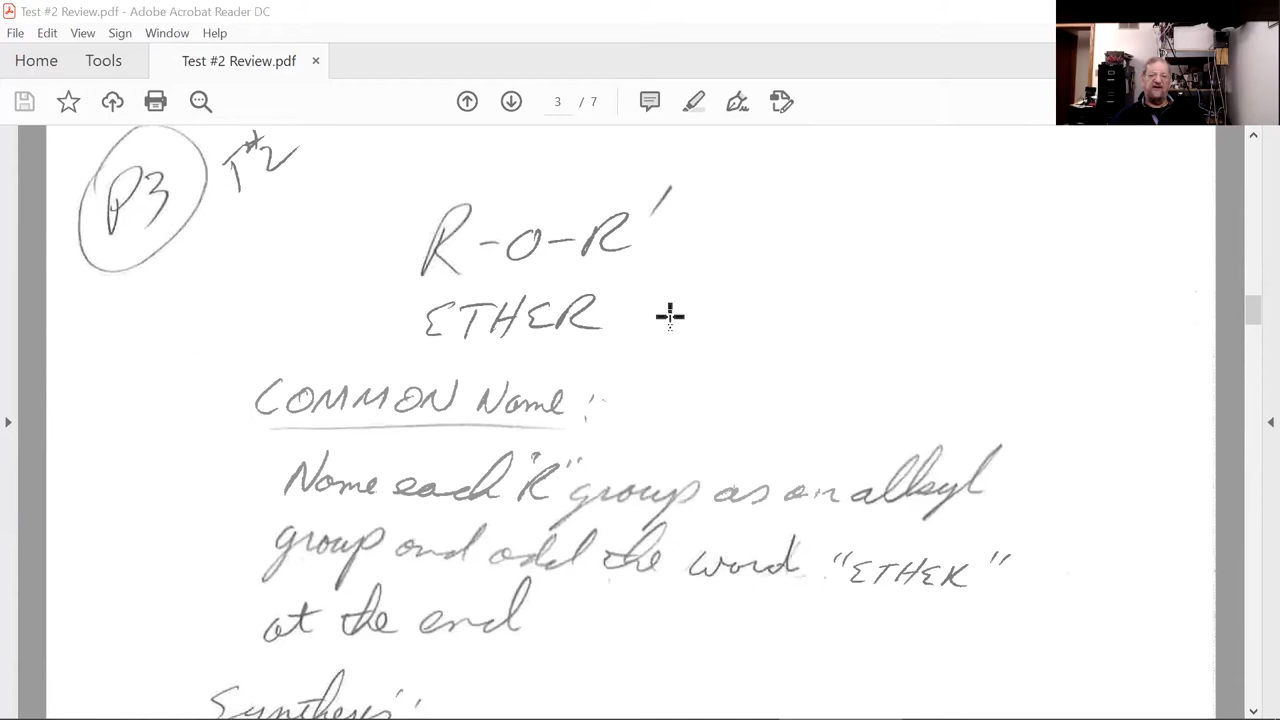 Test #2 Review.pdf - Adobe Acrobat Reader DC
File Edit View Sign Window Help
Home Tools Test #2 Review.pdf ×
3 / 7
P3 T#2
R-O-R'
ETHER
COMMON Name:
Name each "R" group as an alkyl
group and add the word "ETHER"
at the end
Synthesis: